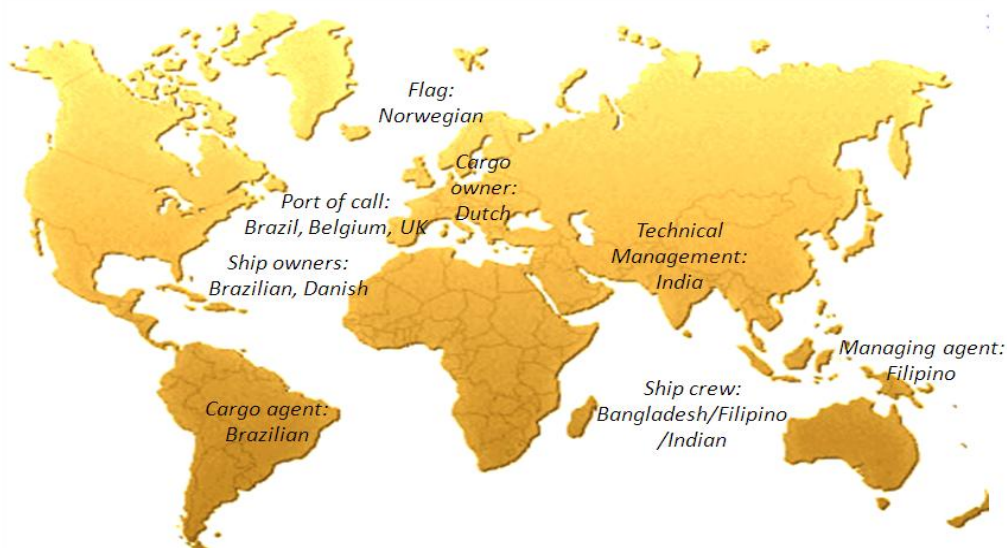 Flag:
Norwegian
Cargo
owner:
Dutch
Port of call:
Brazil, Belgium, UK
Technical
Management:
India
Ship owners:
Brazilian, Danish
Managing agent:
Filipino
Ship crew:
Bangladesh/Filipino
/Indian
Cargo agent:
Brazilian